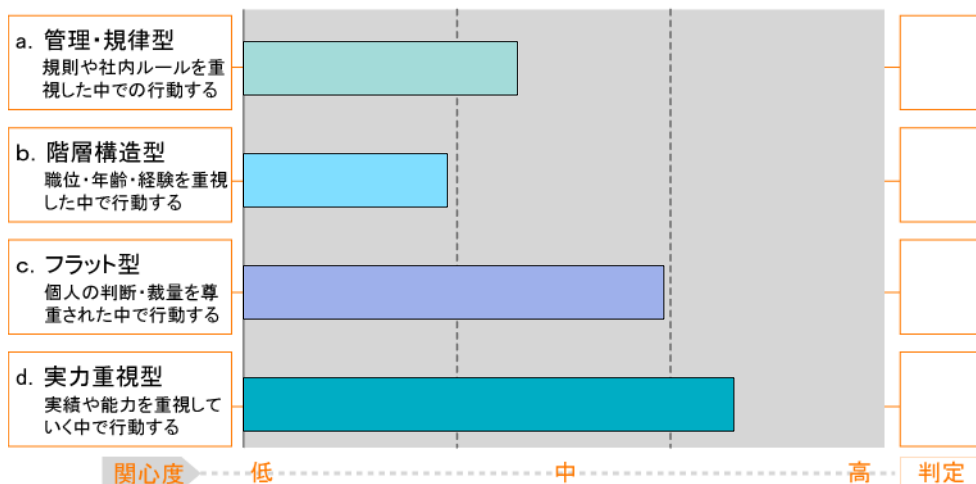 a. 管理・規律型
規則や社内ルールを重
視した中での行動する
b. 階層構造型
職位・年齢・経験を重視
した中で行動する
c. フラット型
個人の判断・裁量を尊
重された中で行動する
d. 実力重視型
実績や能力を重視して
いく中で行動する
関心度 低 中 高 判定